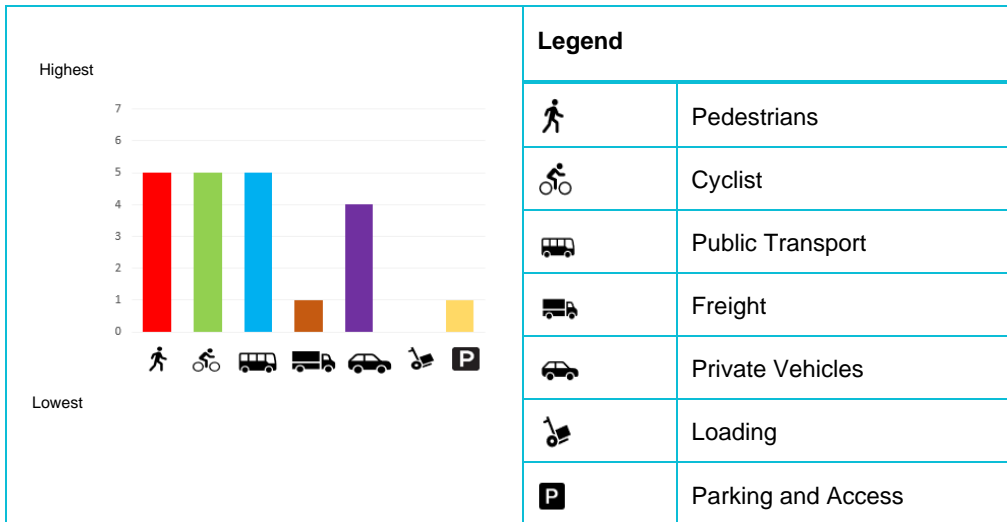 Highest
7
6
5
4
3
2
1
0
P
Lowest
Legend
Pedestrians
Cyclist
Public Transport
Freight
Private Vehicles
Loading
P Parking and Access